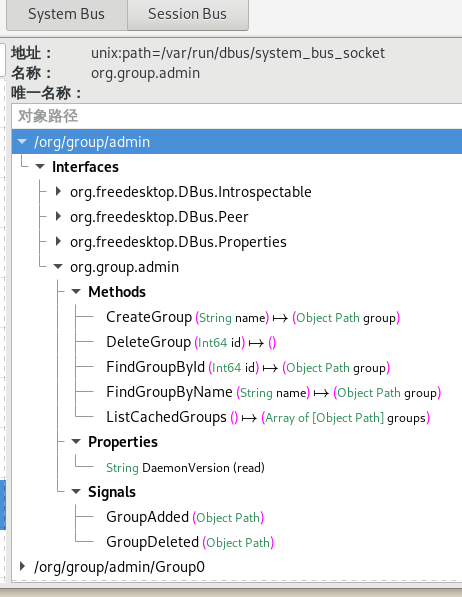 System Bus Session Bus
地址： unix:path=/var/run/dbus/system_bus_socket
名称： org.group.admin
唯一名称：
对象路径
/org/group/admin
Interfaces
org.freedesktop.DBus.Introspectable
org.freedesktop.DBus.Peer
org.freedesktop.DBus.Properties
org.group.admin
Methods
CreateGroup (String name) ↦ (Object Path group)
DeleteGroup (Int64 id) ↦ ()
FindGroupById (Int64 id) ↦ (Object Path group)
FindGroupByName (String name) ↦ (Object Path group)
ListCachedGroups () ↦ (Array of [Object Path] groups)
Properties
String DaemonVersion (read)
Signals
GroupAdded (Object Path)
GroupDeleted (Object Path)
/org/group/admin/Group0